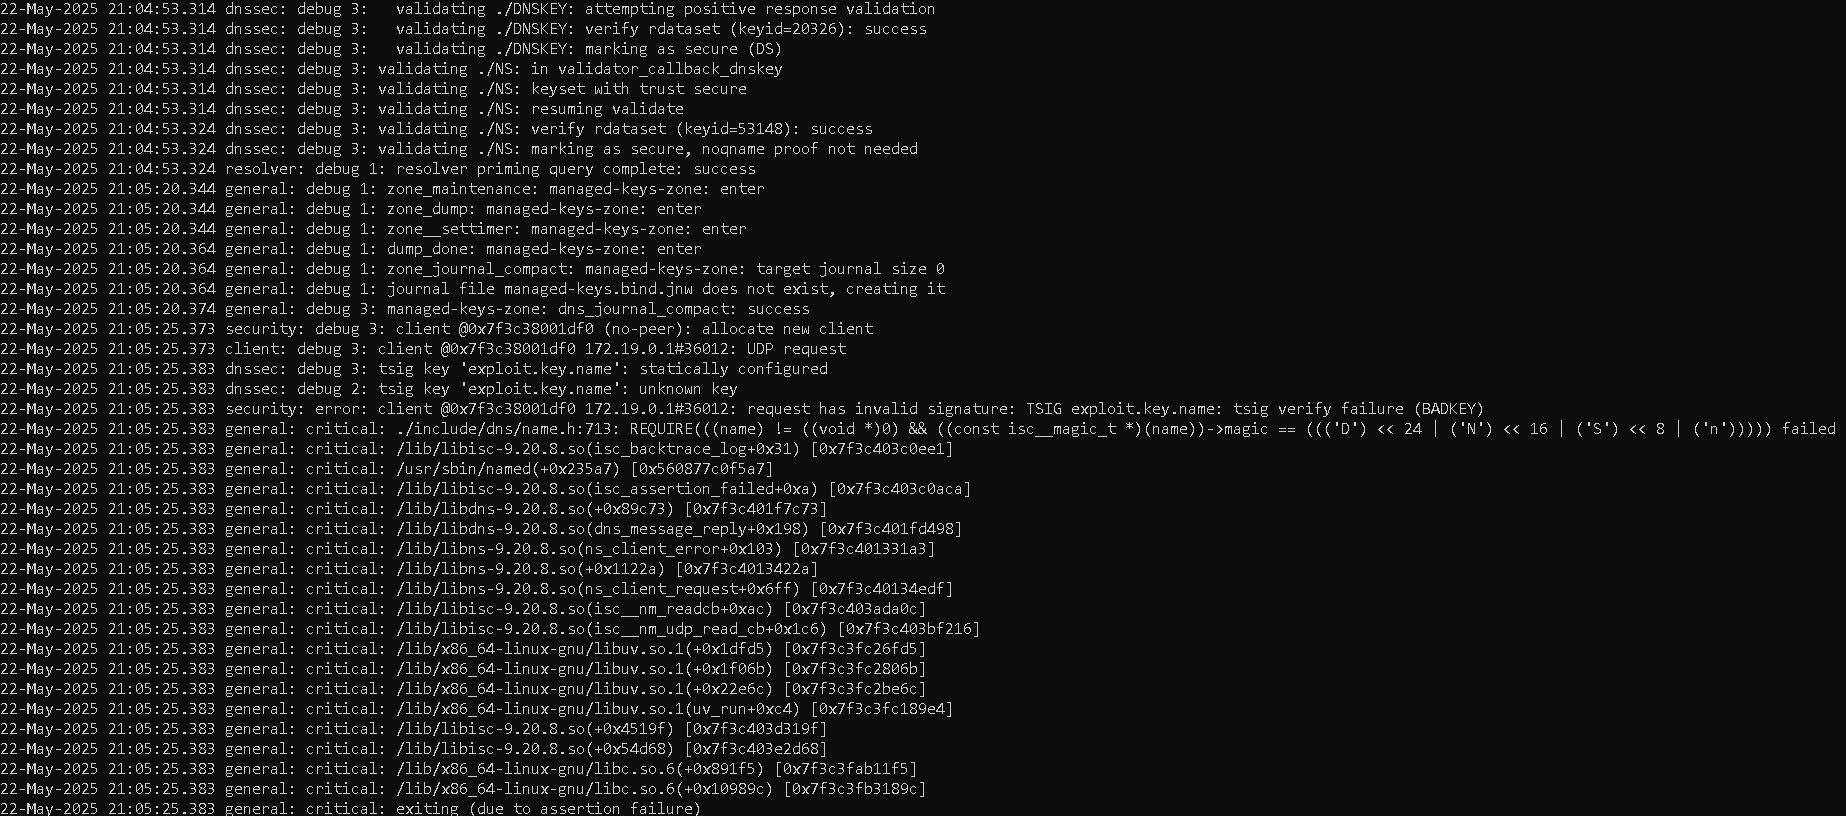 22-May-2025 21:04:53.314 dnssec: debug 3:   validating ./DNSKEY: attempting positive response validation
22-May-2025 21:04:53.314 dnssec: debug 3:   validating ./DNSKEY: verify rdataset (keyid=20326): success
22-May-2025 21:04:53.314 dnssec: debug 3:   validating ./DNSKEY: marking as secure (DS)
22-May-2025 21:04:53.314 dnssec: debug 3: validating ./NS: in validator_callback_dnskey
22-May-2025 21:04:53.314 dnssec: debug 3: validating ./NS: keyset with trust secure
22-May-2025 21:04:53.314 dnssec: debug 3: validating ./NS: resuming validate
22-May-2025 21:04:53.324 dnssec: debug 3: validating ./NS: verify rdataset (keyid=53148): success
22-May-2025 21:04:53.324 dnssec: debug 3: validating ./NS: marking as secure, noqname proof not needed
22-May-2025 21:04:53.324 resolver: debug 1: resolver priming query complete: success
22-May-2025 21:05:20.344 general: debug 1: zone_maintenance: managed-keys-zone: enter
22-May-2025 21:05:20.344 general: debug 1: zone_dump: managed-keys-zone: enter
22-May-2025 21:05:20.344 general: debug 1: zone__settimer: managed-keys-zone: enter
22-May-2025 21:05:20.364 general: debug 1: dump_done: managed-keys-zone: enter
22-May-2025 21:05:20.364 general: debug 1: zone_journal_compact: managed-keys-zone: target journal size 0
22-May-2025 21:05:20.364 general: debug 1: journal file managed-keys.bind.jnw does not exist, creating it
22-May-2025 21:05:20.374 general: debug 3: managed-keys-zone: dns_journal_compact: success
22-May-2025 21:05:25.373 security: debug 3: client @0x7f3c38001df0 (no-peer): allocate new client
22-May-2025 21:05:25.373 client: debug 3: client @0x7f3c38001df0 172.19.0.1#36012: UDP request
22-May-2025 21:05:25.383 dnssec: debug 3: tsig key 'exploit.key.name': statically configured
22-May-2025 21:05:25.383 dnssec: debug 2: tsig key 'exploit.key.name': unknown key
22-May-2025 21:05:25.383 security: error: client @0x7f3c38001df0 172.19.0.1#36012: request has invalid signature: TSIG exploit.key.name: tsig verify failure (BADKEY)
22-May-2025 21:05:25.383 general: critical: ./include/dns/name.h:713: REQUIRE(((name) != ((void *)0) && ((const isc__magic_t *)(name))->magic == ((('D') << 24 | ('N') << 16 | ('S') << 8 | ('n'))))) failed
22-May-2025 21:05:25.383 general: critical: /lib/libisc-9.20.8.so(isc_backtrace_log+0x31) [0x7f3c403c0ee1]
22-May-2025 21:05:25.383 general: critical: /usr/sbin/named(+0x235a7) [0x560877c0f5a7]
22-May-2025 21:05:25.383 general: critical: /lib/libisc-9.20.8.so(isc_assertion_failed+0xa) [0x7f3c403c0aca]
22-May-2025 21:05:25.383 general: critical: /lib/libdns-9.20.8.so(+0x89c73) [0x7f3c401f7c73]
22-May-2025 21:05:25.383 general: critical: /lib/libdns-9.20.8.so(dns_message_reply+0x198) [0x7f3c401fd498]
22-May-2025 21:05:25.383 general: critical: /lib/libns-9.20.8.so(ns_client_error+0x103) [0x7f3c401331a3]
22-May-2025 21:05:25.383 general: critical: /lib/libns-9.20.8.so(+0x1122a) [0x7f3c4013422a]
22-May-2025 21:05:25.383 general: critical: /lib/libns-9.20.8.so(ns_client_request+0x6ff) [0x7f3c40134edf]
22-May-2025 21:05:25.383 general: critical: /lib/libisc-9.20.8.so(isc__nm_readcb+0xac) [0x7f3c403ada0c]
22-May-2025 21:05:25.383 general: critical: /lib/libisc-9.20.8.so(isc__nm_udp_read_cb+0x1c6) [0x7f3c403bf216]
22-May-2025 21:05:25.383 general: critical: /lib/x86_64-linux-gnu/libuv.so.1(+0x1dfd5) [0x7f3c3fc26fd5]
22-May-2025 21:05:25.383 general: critical: /lib/x86_64-linux-gnu/libuv.so.1(+0x1f06b) [0x7f3c3fc2806b]
22-May-2025 21:05:25.383 general: critical: /lib/x86_64-linux-gnu/libuv.so.1(+0x22e6c) [0x7f3c3fc2be6c]
22-May-2025 21:05:25.383 general: critical: /lib/x86_64-linux-gnu/libuv.so.1(uv_run+0xc4) [0x7f3c3fc189e4]
22-May-2025 21:05:25.383 general: critical: /lib/libisc-9.20.8.so(+0x4519f) [0x7f3c403d319f]
22-May-2025 21:05:25.383 general: critical: /lib/libisc-9.20.8.so(+0x54d68) [0x7f3c403e2d68]
22-May-2025 21:05:25.383 general: critical: /lib/x86_64-linux-gnu/libc.so.6(+0x891f5) [0x7f3c3fab11f5]
22-May-2025 21:05:25.383 general: critical: /lib/x86_64-linux-gnu/libc.so.6(+0x10989c) [0x7f3c3fb3189c]
22-May-2025 21:05:25.383 general: critical: exiting (due to assertion failure)